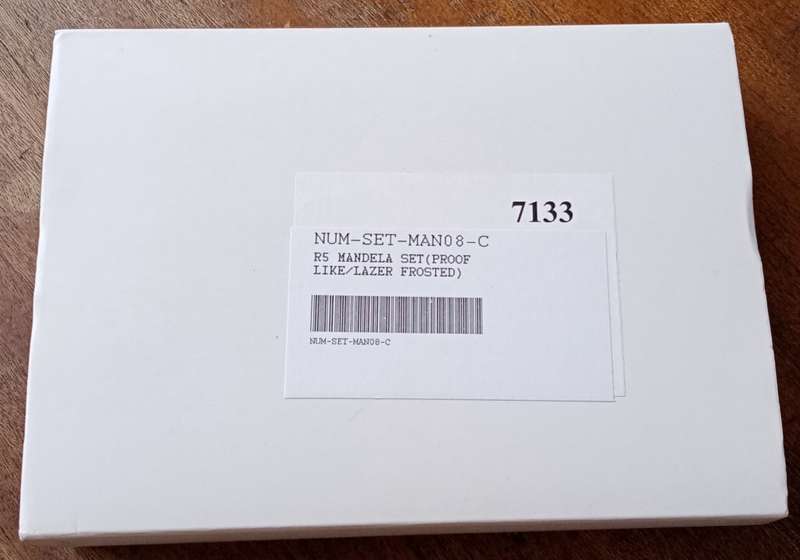 7133
NUM-SET-MAN08-C
R5 MANDELA SET(PROOF
LIKE/LAZER FROSTED)
NUM-SET-MAN08-C